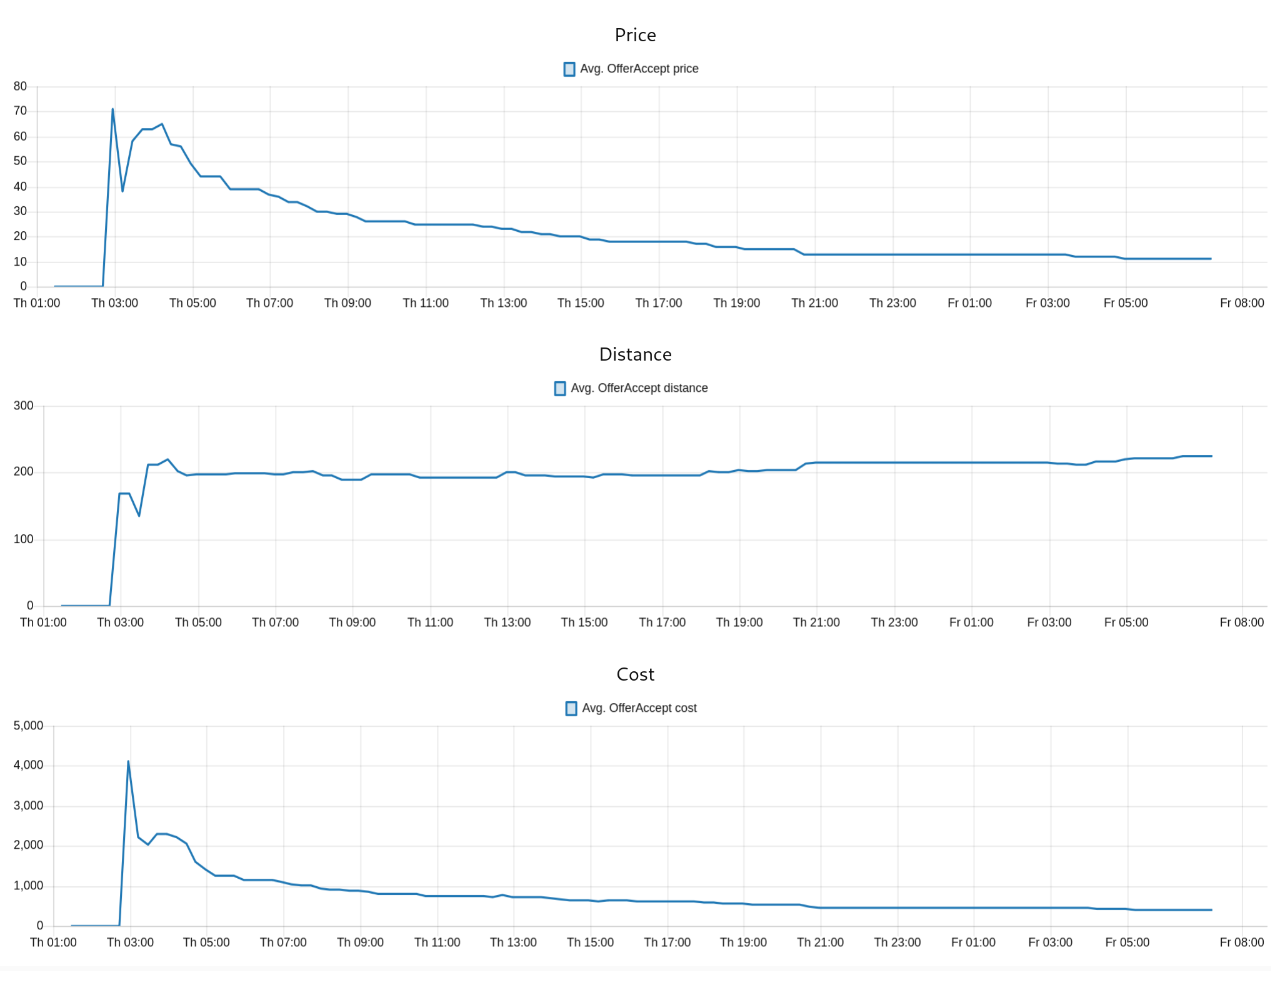 Price
Avg. OfferAccept price
80
70
60
50
40
30
20
10
0
Th 01:00 Th 03:00 Th 05:00 Th 07:00 Th 09:00 Th 11:00 Th 13:00 Th 15:00 Th 17:00 Th 19:00 Th 21:00 Th 23:00 Fr 01:00 Fr 03:00 Fr 05:00 Fr 08:00
Distance
Avg. OfferAccept distance
300
200
100
0
Th 01:00 Th 03:00 Th 05:00 Th 07:00 Th 09:00 Th 11:00 Th 13:00 Th 15:00 Th 17:00 Th 19:00 Th 21:00 Th 23:00 Fr 01:00 Fr 03:00 Fr 05:00 Fr 08:00
Cost
Avg. OfferAccept cost
5,000
4,000
3,000
2,000
1,000
0
Th 01:00 Th 03:00 Th 05:00 Th 07:00 Th 09:00 Th 11:00 Th 13:00 Th 15:00 Th 17:00 Th 19:00 Th 21:00 Th 23:00 Fr 01:00 Fr 03:00 Fr 05:00 Fr 08:00